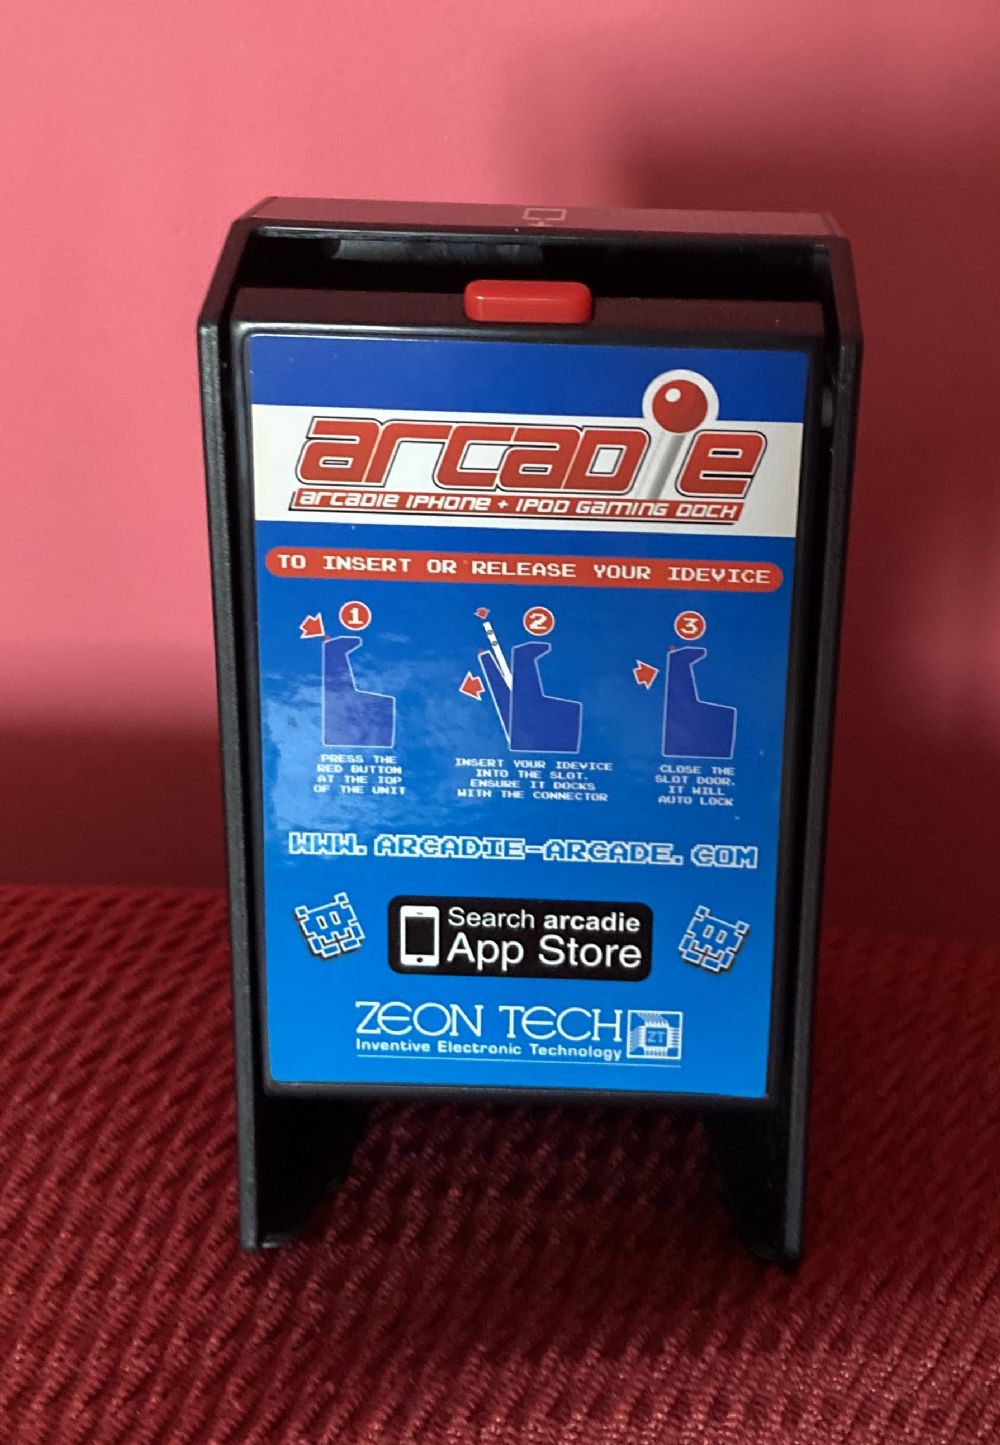 arcadie
arcadie iphone + ipod gaming dock
TO INSERT OR RELEASE YOUR IDEVICE
1
PRESS THE
RED BUTTON
AT THE TOP
OF THE UNIT
2
INSERT YOUR IDEVICE
INTO THE SLOT.
ENSURE IT DOCKS
WITH THE CONNECTOR
3
CLOSE THE
SLOT DOOR.
IT WILL
AUTO LOCK
WWW.ARCADIE-ARCADE.COM
Search arcadie
App Store
ZEON TECH
ZT
Inventive Electronic Technology